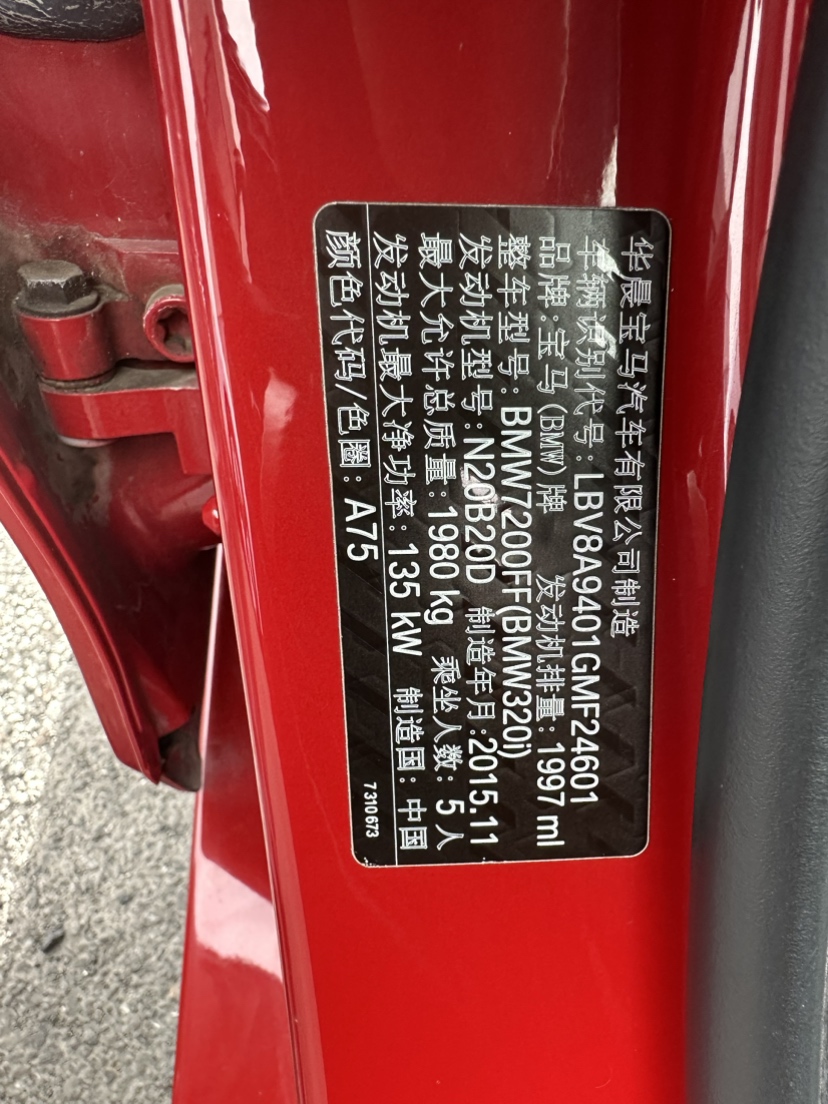 华晨宝马汽车有限公司制造
车辆识别代号: LBV8A9401GMF24601
品牌: 宝马(BMW)牌 发动机排量: 1997 ml
整车型号: BMW7200FF(BMW320i)
发动机型号: N20B20D 制造年月: 2015.11
最大允许总质量: 1980 kg 乘坐人数: 5 人
发动机最大净功率: 135 kW 制造国: 中国
颜色代码/色圈: A75 7310673